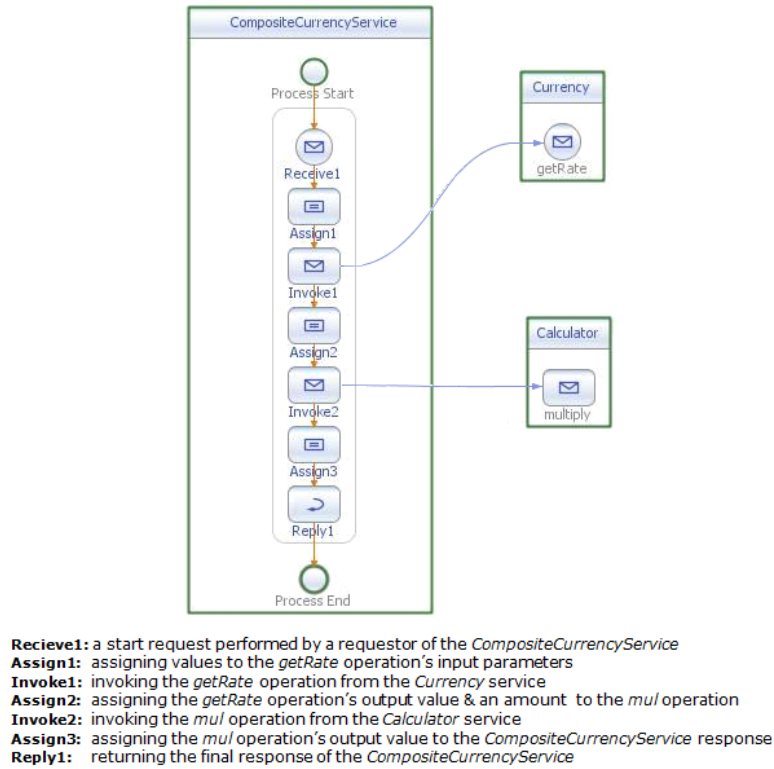 CompositeCurrencyService
Process Start
Receive1
Assign1
Invoke1
Assign2
Invoke2
Assign3
Reply1
Process End
Currency
getRate
Calculator
multiply
Recieve1: a start request performed by a requestor of the CompositeCurrencyService
Assign1: assigning values to the getRate operation's input parameters
Invoke1: invoking the getRate operation from the Currency service
Assign2: assigning the getRate operation's output value & an amount to the mul operation
Invoke2: invoking the mul operation from the Calculator service
Assign3: assigning the mul operation's output value to the CompositeCurrencyService response
Reply1: returning the final response of the CompositeCurrencyService